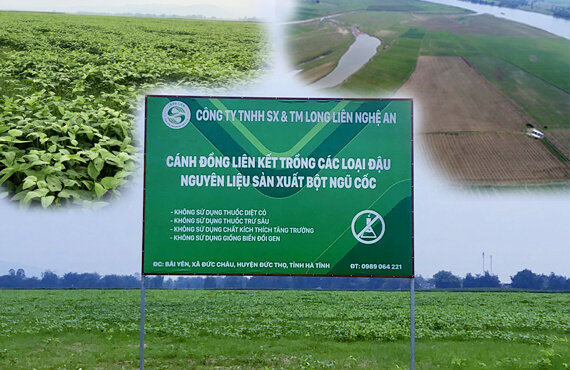 CÔNG TY TNHH SX & TM LONG LIÊN NGHỆ AN
CÁNH ĐỒNG LIÊN KẾT TRỒNG CÁC LOẠI ĐẬU
NGUYÊN LIỆU SẢN XUẤT BỘT NGŨ CỐC
- KHÔNG SỬ DỤNG THUỐC DIỆT CỎ
- KHÔNG SỬ DỤNG THUỐC TRỪ SÂU
- KHÔNG SỬ DỤNG CHẤT KÍCH THÍCH TĂNG TRƯỞNG
- KHÔNG SỬ DỤNG GIỐNG BIẾN ĐỔI GEN
ĐC: BÃI YÊN, XÃ ĐỨC CHÂU, HUYỆN ĐỨC THỌ, TỈNH HÀ TĨNH ĐT: 0989 064 221